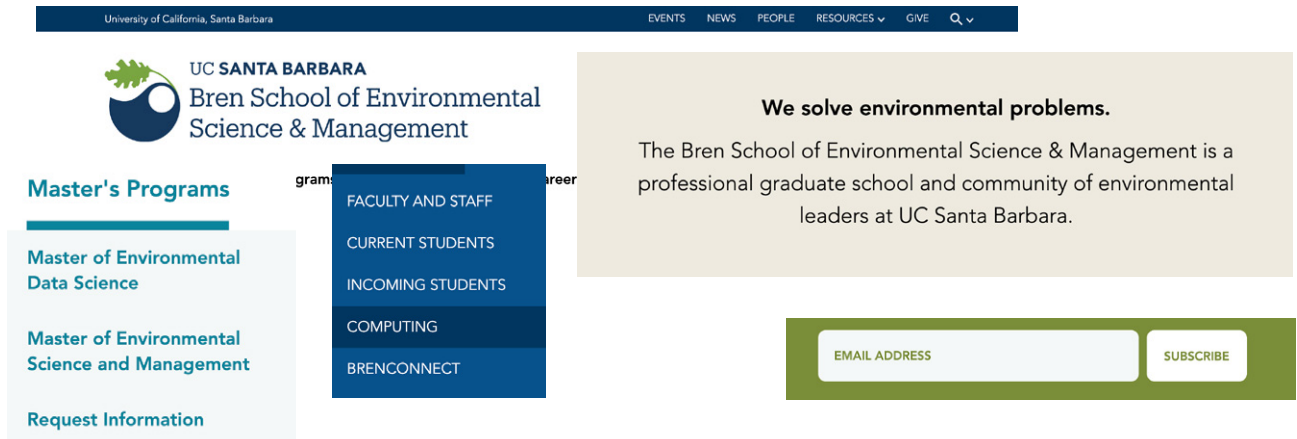 University of California, Santa Barbara
EVENTS NEWS PEOPLE RESOURCES GIVE
UC SANTA BARBARA
Bren School of Environmental
Science & Management
We solve environmental problems.
The Bren School of Environmental Science & Management is a
professional graduate school and community of environmental
leaders at UC Santa Barbara.
Master's Programs
Master of Environmental
Data Science
Master of Environmental
Science and Management
Request Information
grams
FACULTY AND STAFF
CURRENT STUDENTS
INCOMING STUDENTS
COMPUTING
BRENCONNECT
areer
EMAIL ADDRESS
SUBSCRIBE